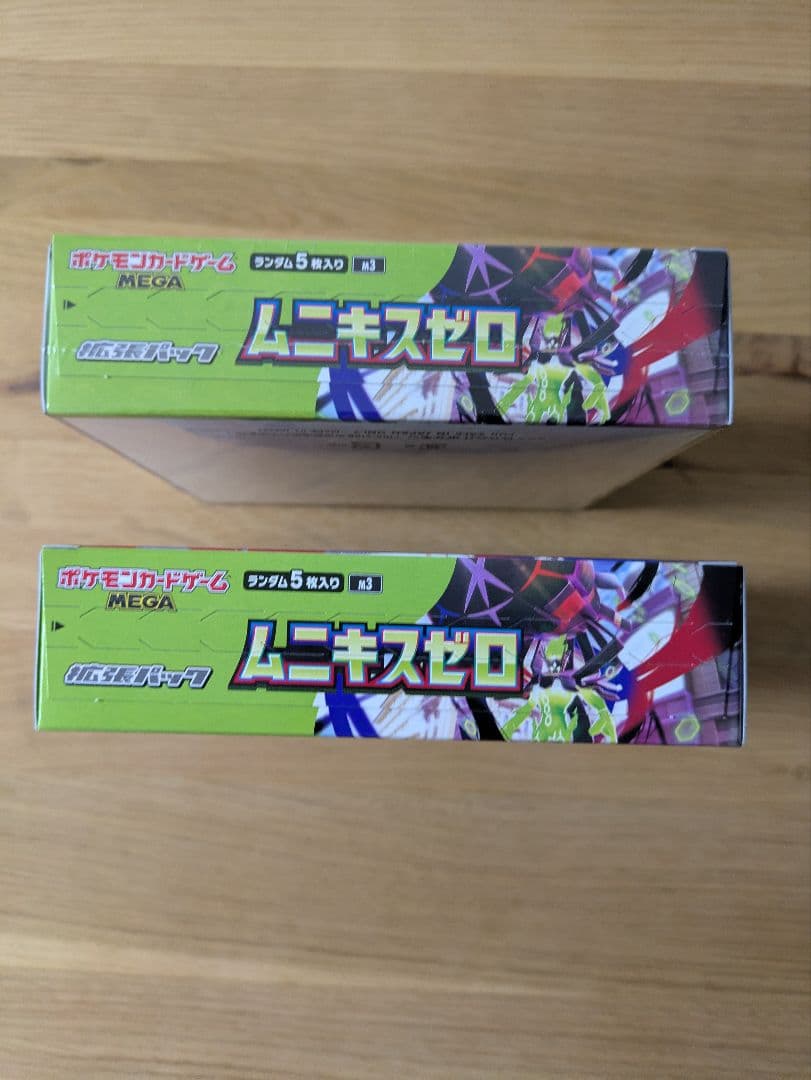 ポケモンカードゲーム
MEGA
ランダム5枚入り M3
拡張パック
ムニキスゼロ
ポケモンカードゲーム
MEGA
ランダム5枚入り M3
拡張パック
ムニキスゼロ